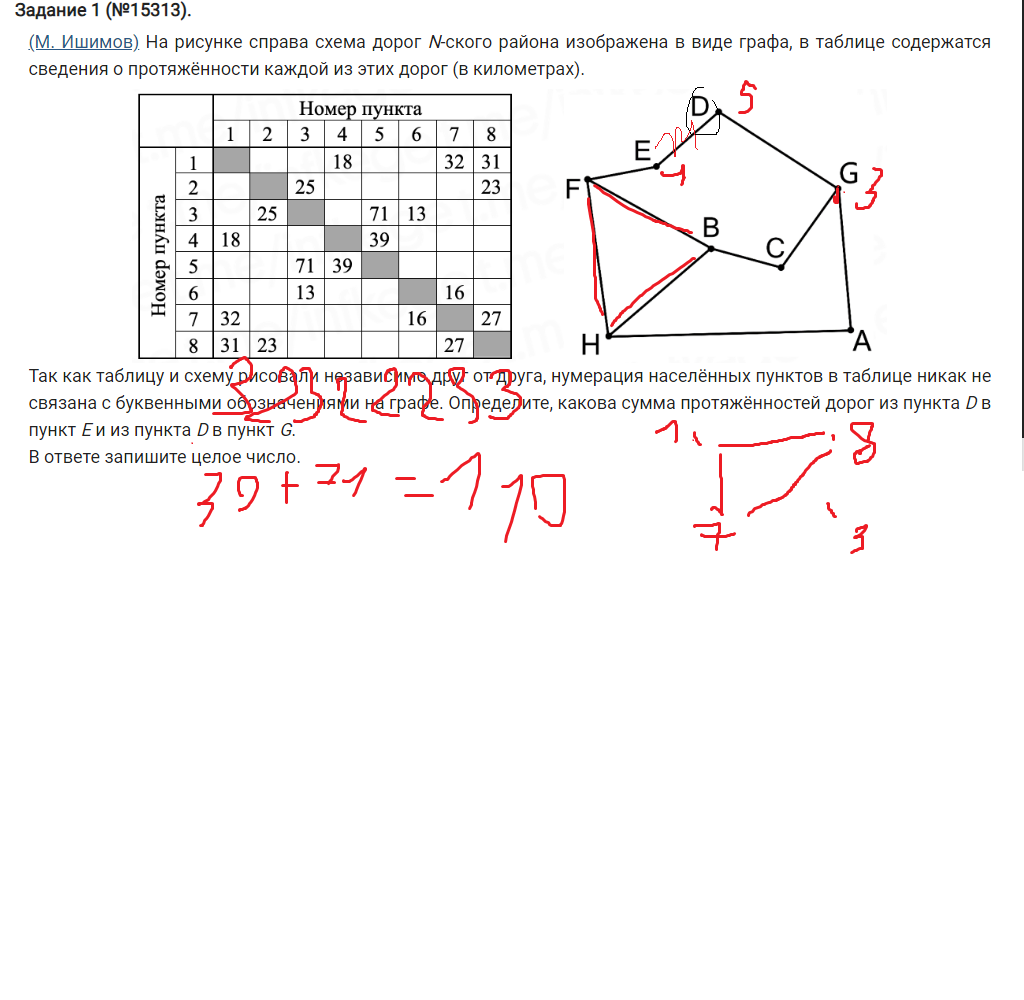 Задание 1 (№15313).
(М. Ишимов) На рисунке справа схема дорог N-ского района изображена в виде графа, в таблице содержатся
сведения о протяжённости каждой из этих дорог (в километрах).
Номер пункта
1 2 3 4 5 6 7 8
Номер пункта
1 18 32 31
2 25 23
3 25 71 13
4 18 39
5 71 39
6 13 16
7 32 16 27
8 31 23 27
D 5
E 4
F
G 3
B
C
H
A
Так как таблицу и схему рисовали независимо друг от друга, нумерация населённых пунктов в таблице никак не
связана с буквенными обозначениями на графе. Определите, какова сумма протяжённостей дорог из пункта D в
пункт E и из пункта D в пункт G.
В ответе запишите целое число.
3 2 3 2 2 2 3 3
39 + 71 = 110
1 8
7 3